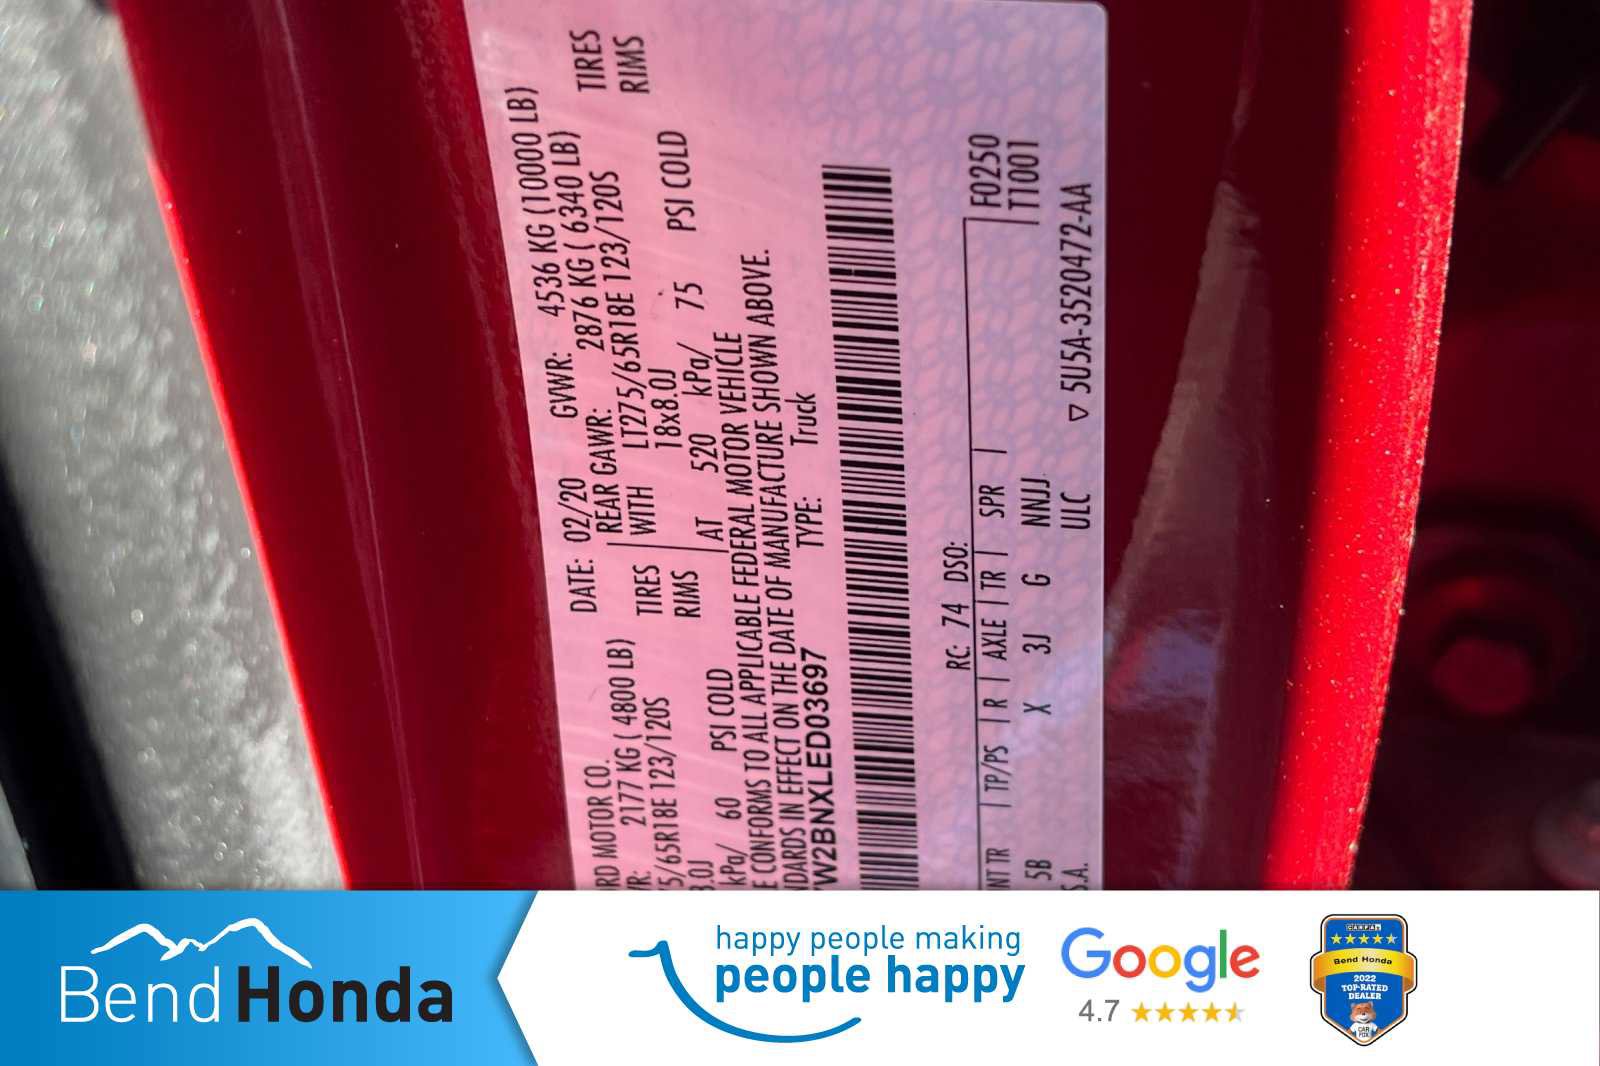 RD MOTOR CO. DATE: 02/20 GVWR: 4536 KG (10000 LB)
WR: 2177 KG ( 4800 LB) REAR GAWR: 2876 KG ( 6340 LB)
5/65R18E 123/120S TIRES WITH LT275/65R18E 123/120S TIRES
8.0J RIMS 18x8.0J RIMS
kPa/ 60 PSI COLD AT 520 kPa/ 75 PSI COLD
E CONFORMS TO ALL APPLICABLE FEDERAL MOTOR VEHICLE
NDARDS IN EFFECT ON THE DATE OF MANUFACTURE SHOWN ABOVE.
W2BNXLED03697 TYPE: Truck
F0250
T1001
RC: 74 DSO:
NT TR | TP/PS | R | AXLE | TR | SPR |
5B X 3J G NNJJ
S.A. ULC ▽ 5U5A-3520472-AA
Bend Honda
happy people making
people happy
Google
4.7
CARFAX
Bend Honda
2022
TOP-RATED
DEALER
CAR
FOX